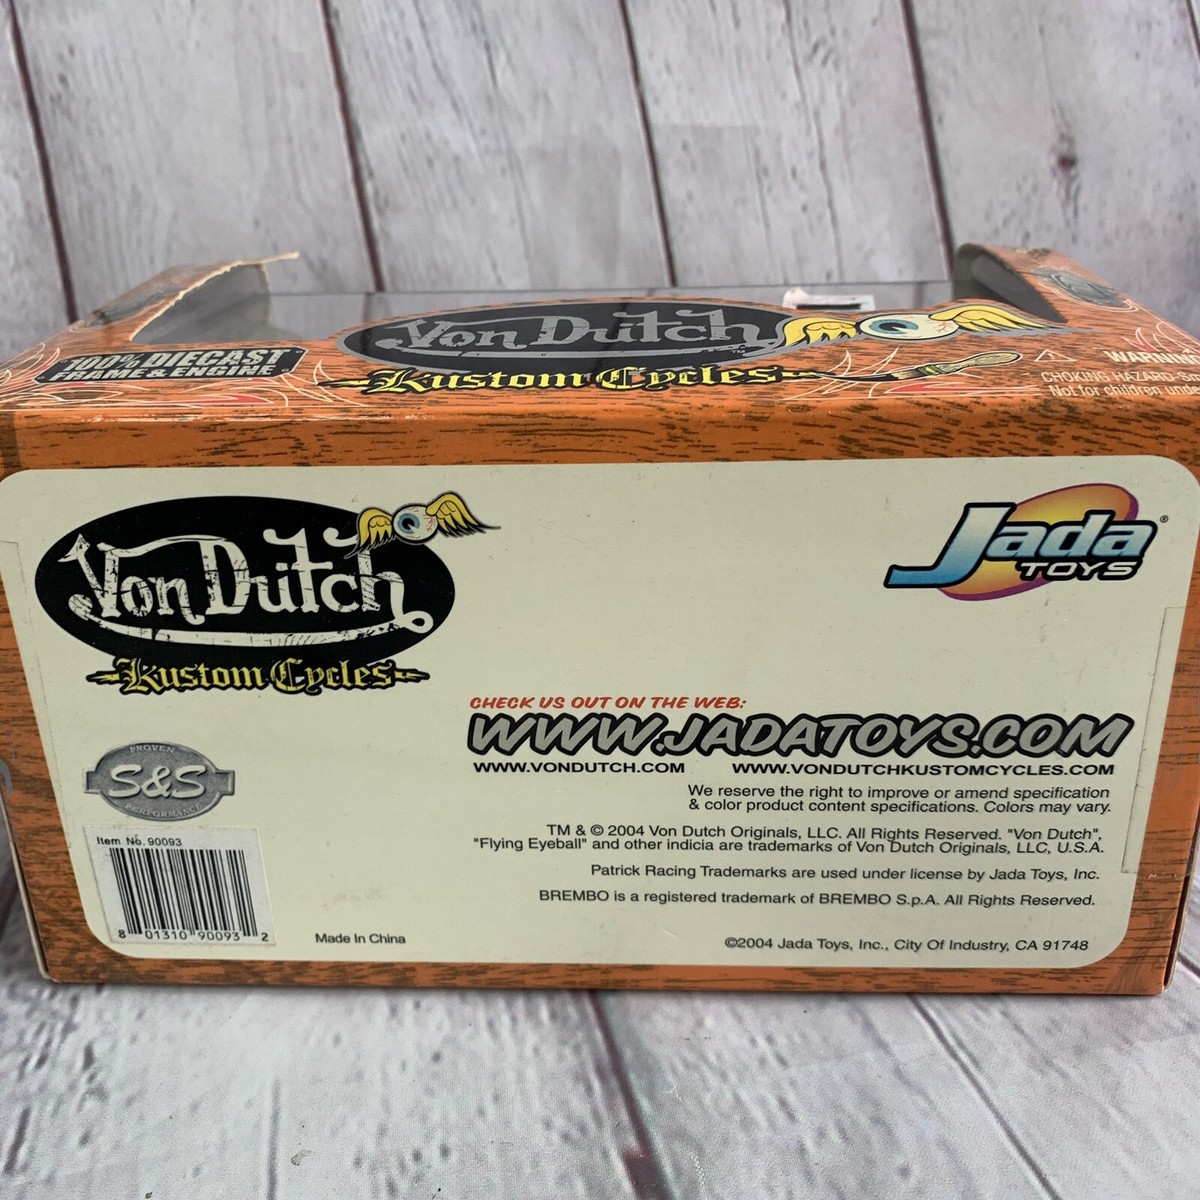 Von Dutch
TM
Kustom Cycles
100% DIECAST
FRAME & ENGINE
CHOKING HAZARD-
Not for children
Von Dutch
Kustom Cycles
Jada
TOYS®
CHECK US OUT ON THE WEB:
WWW.JADATOYS.COM
WWW.VONDUTCH.COM WWW.VONDUTCHKUSTOMCYCLES.COM
We reserve the right to improve or amend specification
& color product content specifications. Colors may vary.
TM & © 2004 Von Dutch Originals, LLC. All Rights Reserved. "Von Dutch",
"Flying Eyeball" and other indicia are trademarks of Von Dutch Originals, LLC, U.S.A.
Patrick Racing Trademarks are used under license by Jada Toys, Inc.
BREMBO is a registered trademark of BREMBO S.p.A. All Rights Reserved.
©2004 Jada Toys, Inc., City Of Industry, CA 91748
PROVEN
S&S
PERFORMANCE
Item No. 90093
8 01310 90093 2
Made In China